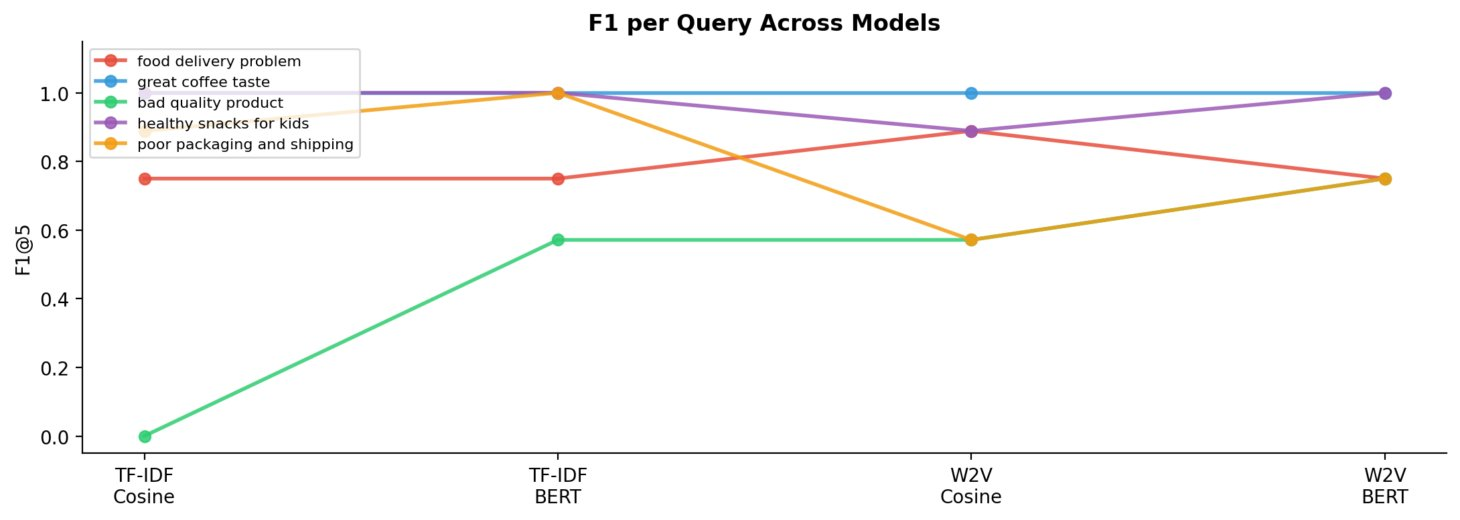 F1 per Query Across Models
food delivery problem
great coffee taste
bad quality product
healthy snacks for kids
poor packaging and shipping
1.0
0.8
0.6
0.4
0.2
0.0
F1@5
TF-IDF
Cosine
TF-IDF
BERT
W2V
Cosine
W2V
BERT